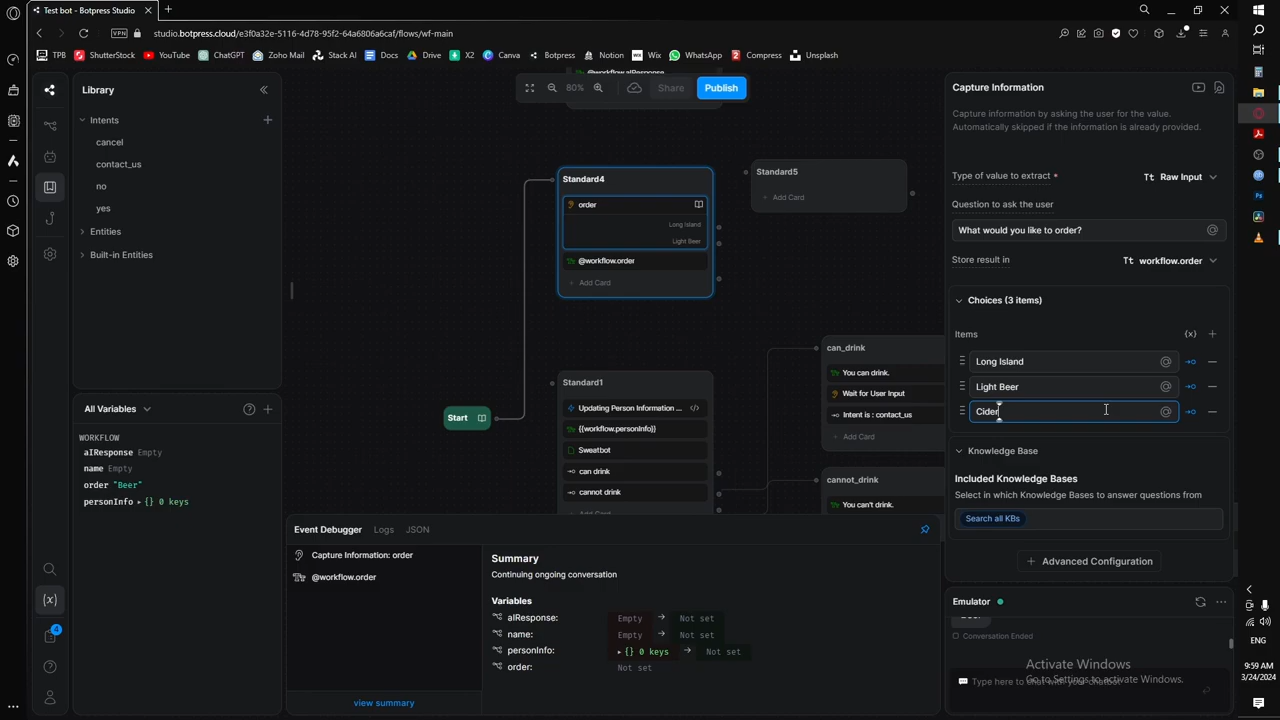 Test bot - Botpress Studio
VPN
studio.botpress.cloud/e3f0a32e-5116-4d78-95f2-64a6806a6caf/flows/wf-main
TPB
ShutterStock
YouTube
ChatGPT
Zoho Mail
Stack AI
Docs
Drive
X2
Canva
Botpress
Notion
Wix
WhatsApp
Compress
Unsplash
Library
Intents
cancel
contact_us
no
yes
Entities
Built-in Entities
All Variables
WORKFLOW
aIResponse Empty
name Empty
order "Beer"
personInfo ▸ {} 0 keys
@workflow.aiResponse
80%
Share
Publish
Standard4
order
Long Island
Light Beer
@workflow.order
+ Add Card
Standard5
+ Add Card
Start
Standard1
Updating Person Information ...
{{workflow.personInfo}}
Sweatbot
can drink
cannot drink
Add Card
can_drink
You can drink.
Wait for User Input
Intent is : contact_us
+ Add Card
cannot_drink
You can't drink.
Event Debugger
Logs
JSON
Capture Information: order
@workflow.order
view summary
Summary
Continuing ongoing conversation
Variables
aIResponse: Empty → Not set
name: Empty → Not set
personInfo: ▸ {} 0 keys → Not set
order: Not set
Capture Information
Capture information by asking the user for the value.
Automatically skipped if the information is already provided.
Type of value to extract *
Tt Raw Input
Question to ask the user
What would you like to order?
Store result in
Tt workflow.order
Choices (3 items)
Items
{x}
Long Island
Light Beer
Cider
Knowledge Base
Included Knowledge Bases
Select in which Knowledge Bases to answer questions from
Search all KBs
+ Advanced Configuration
Emulator
Conversation Ended
Type here to chat with your chatbot
Activate Windows
Go to Settings to activate Windows.
{x}
4
ENG
9:59 AM
3/24/2024